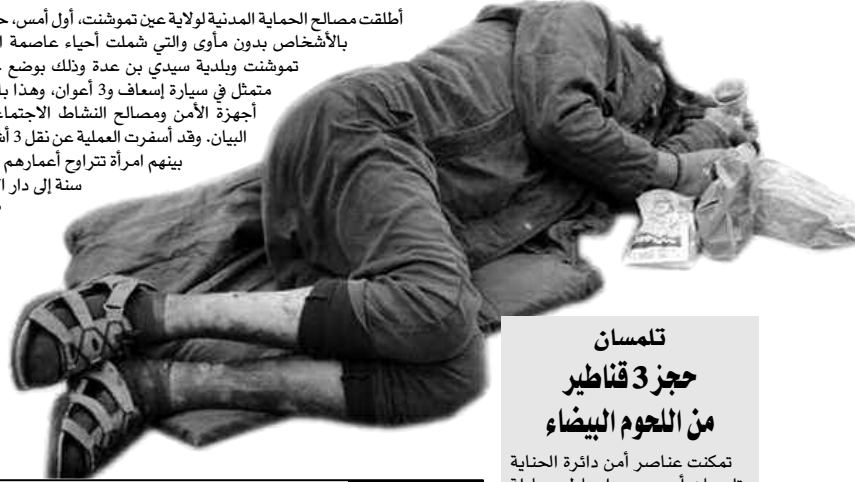 أطلقت مصالح الحماية المدنية لولاية عين تموشنت، أول أمس،
بالأشخاص بدون مأوى والتي شملت أحياء عاصمة
تموشنت وبلدية سيدي بن عدة وذلك بوضع
متمثل في سيارة إسعاف و3 أعوان، وهذا
أجهزة الأمن ومصالح النشاط
البيان. وقد أسفرت العملية عن نقل 3
بينهم امرأة تتراوح أعمارهم
سنة إلى دار
تلمسان
حجز 3 قناطير
من اللحوم البيضاء
تمكنت عناصر أمن دائرة الحناية